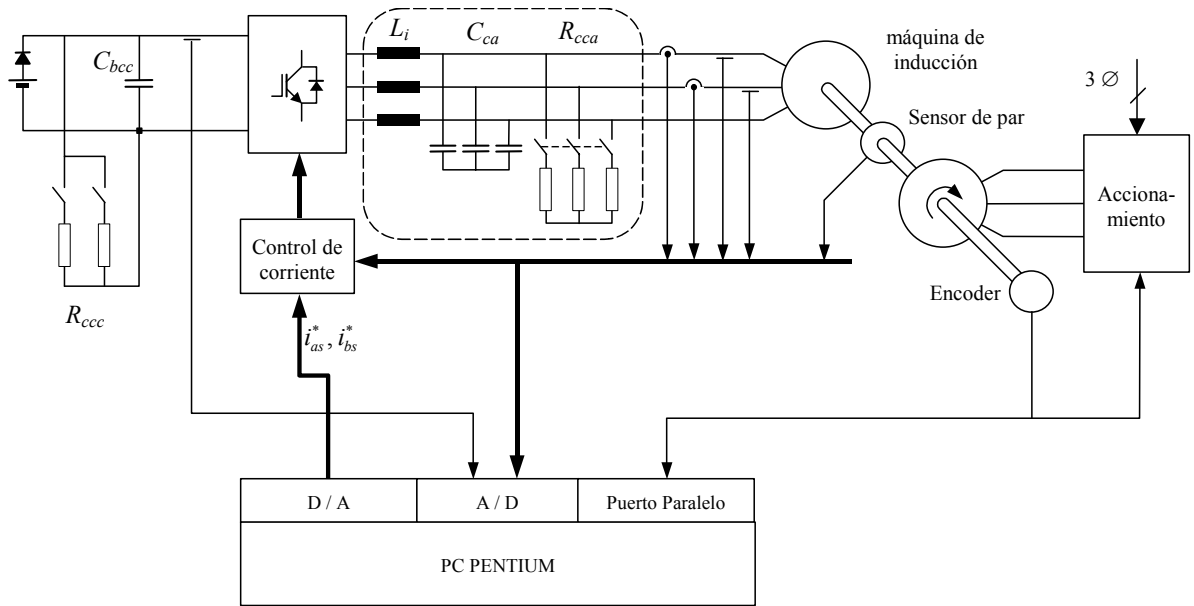 C_bcc
L_i
C_ca
R_cca
máquina de
inducción
3 ∅
Sensor de par
Acciona-
miento
Control de
corriente
Encoder
R_ccc
i*_as, i*_bs
D / A
A / D
Puerto Paralelo
PC PENTIUM